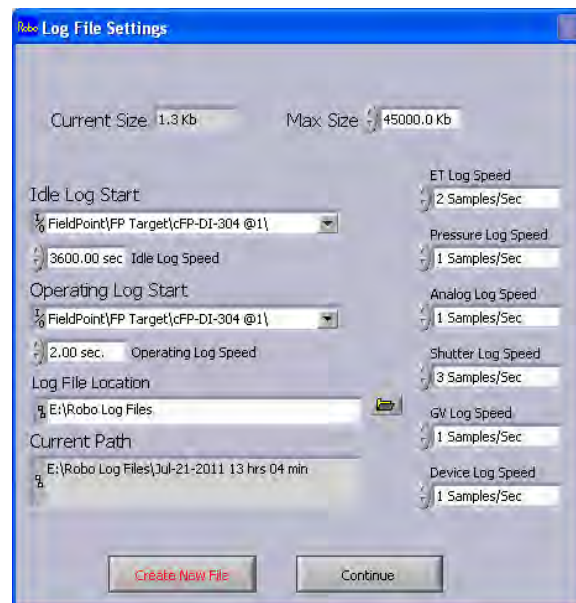 Robo Log File Settings
Current Size 1.3 Kb
Max Size 45000.0 Kb
Idle Log Start
I/O FieldPoint\FP Target\cFP-DI-304 @1\
3600.00 sec Idle Log Speed
Operating Log Start
I/O FieldPoint\FP Target\cFP-DI-304 @1\
2.00 sec. Operating Log Speed
Log File Location
E:\Robo Log Files
Current Path
E:\Robo Log Files\Jul-21-2011 13 hrs 04 min
ET Log Speed
2 Samples/Sec
Pressure Log Speed
1 Samples/Sec
Analog Log Speed
1 Samples/Sec
Shutter Log Speed
3 Samples/Sec
GV Log Speed
1 Samples/Sec
Device Log Speed
1 Samples/Sec
Create New File
Continue